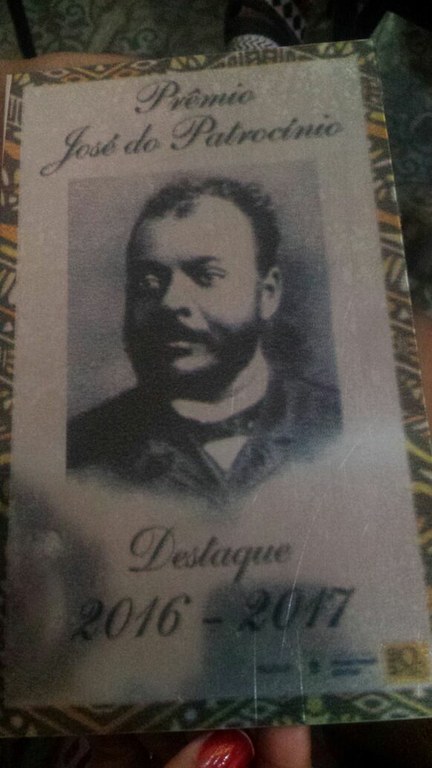 Prêmio
José do Patrocínio
Destaque
2016 - 2017